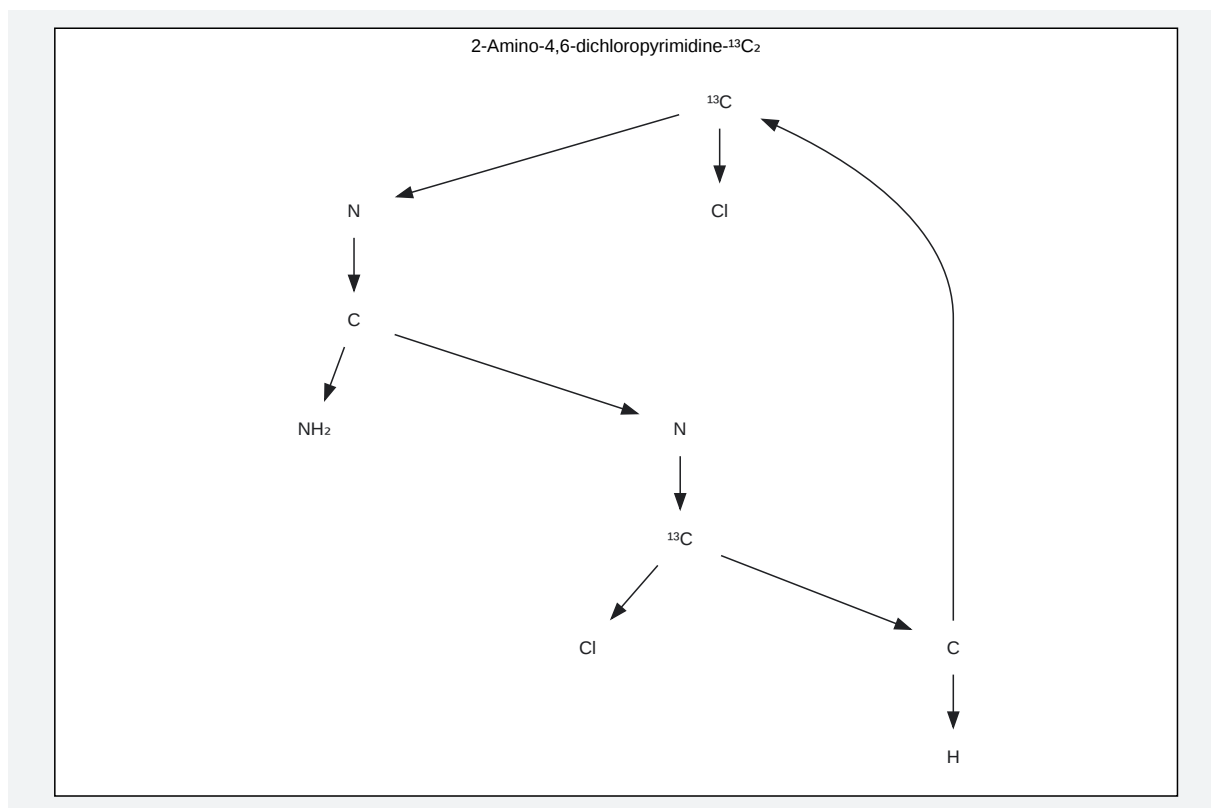 2-Amino-4,6-dichloropyrimidine-¹³C₂
¹³C
N
Cl
C
NH₂
N
¹³C
Cl
C
H